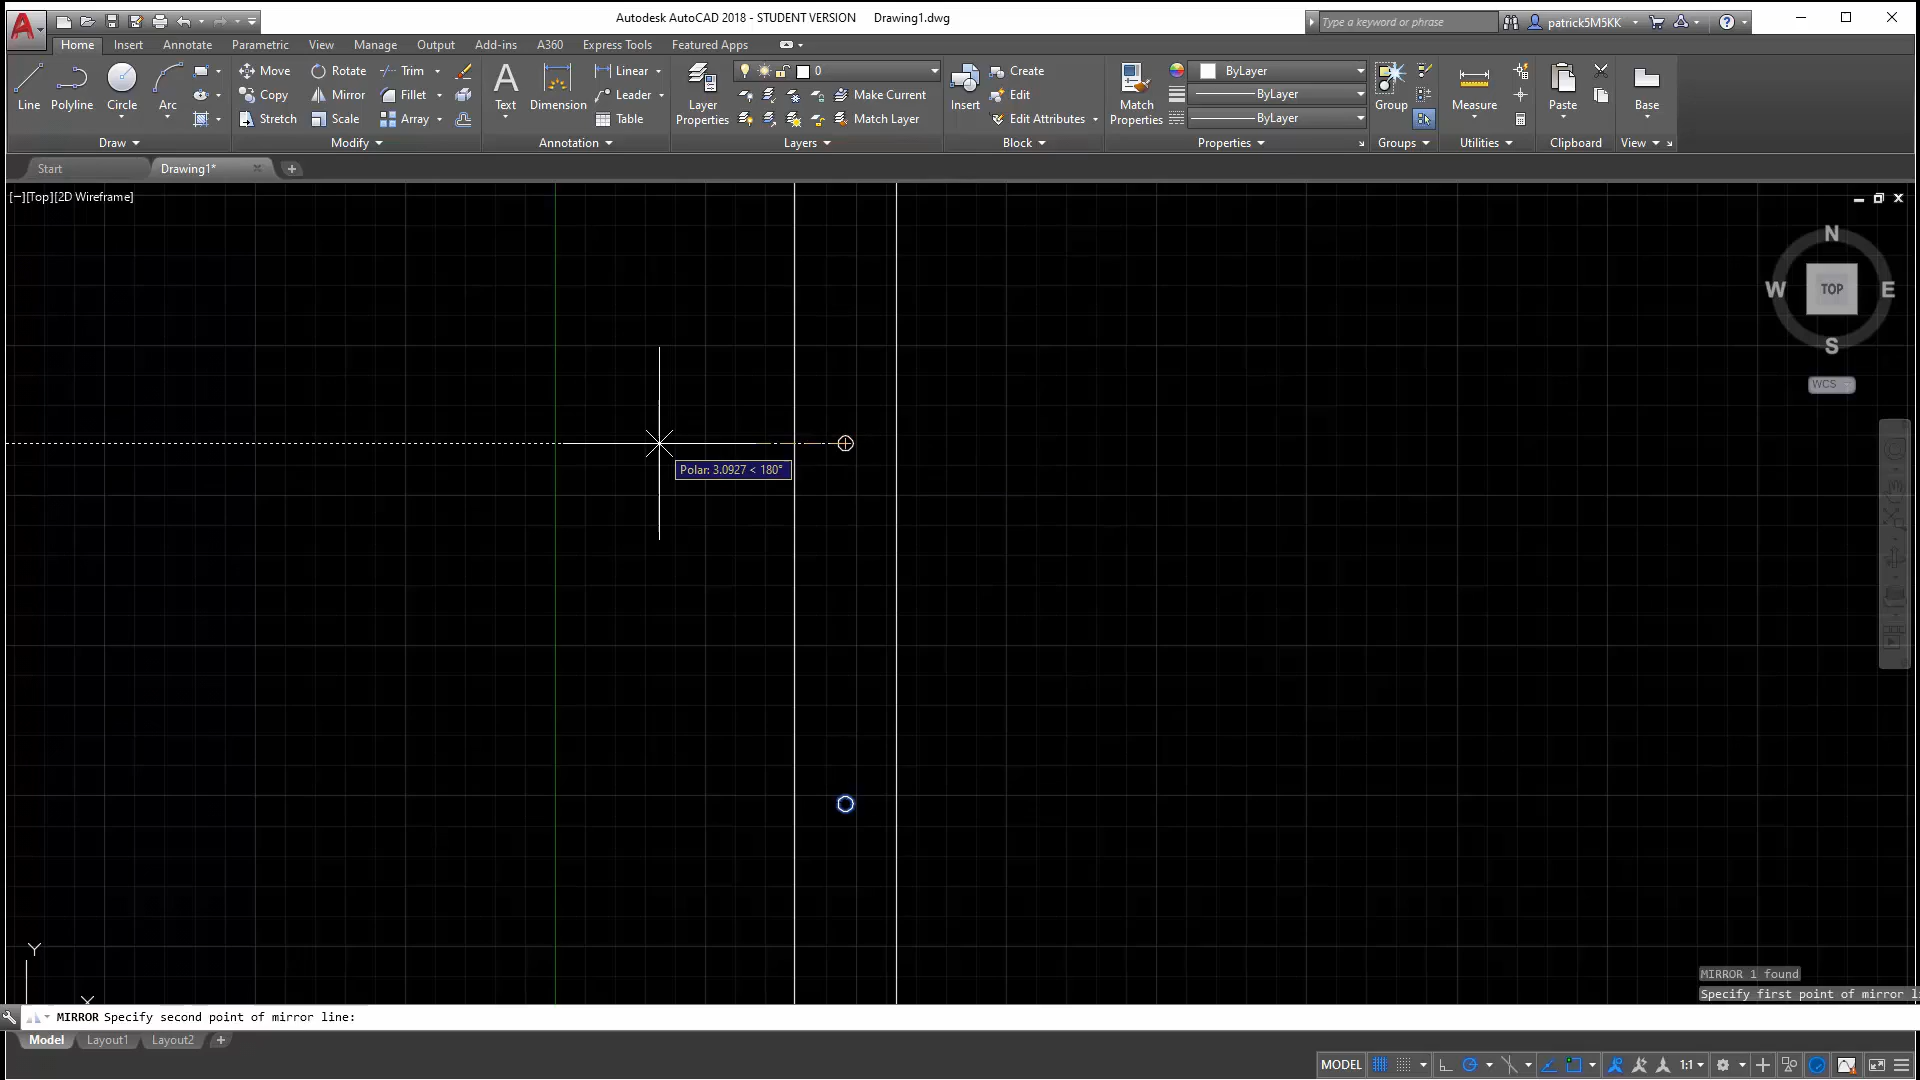 Autodesk AutoCAD 2018 - STUDENT VERSION Drawing1.dwg
Type a keyword or phrase
patrick5M5KK
Home Insert Annotate Parametric View Manage Output Add-ins A360 Express Tools Featured Apps
Line Polyline Circle Arc
Move Rotate Trim
Copy Mirror Fillet
Stretch Scale Array
Text Dimension
Linear
Leader
Table
Layer Properties
0
Make Current
Match Layer
Insert
Create
Edit
Edit Attributes
Match Properties
ByLayer
ByLayer
ByLayer
Group Measure Paste Base
Draw Modify Annotation Layers Block Properties Groups Utilities Clipboard View
Start Drawing1*
[−][Top][2D Wireframe]
N
W TOP E
S
WCS
Polar: 3.0927 < 180°
Y
X
MIRROR 1 found
Specify first point of mirror l
MIRROR Specify second point of mirror line:
Model Layout1 Layout2
MODEL 1:1